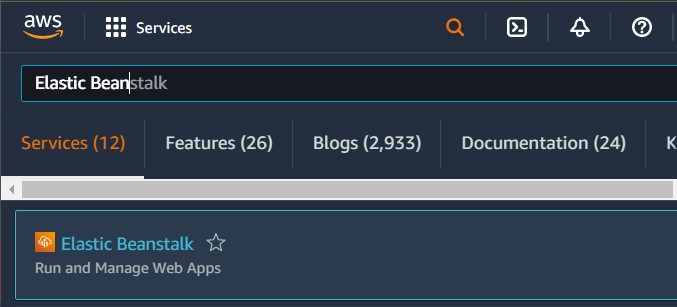 aws
Services
Elastic Beanstalk
Services (12)
Features (26)
Blogs (2,933)
Documentation (24)
K
Elastic Beanstalk
Run and Manage Web Apps